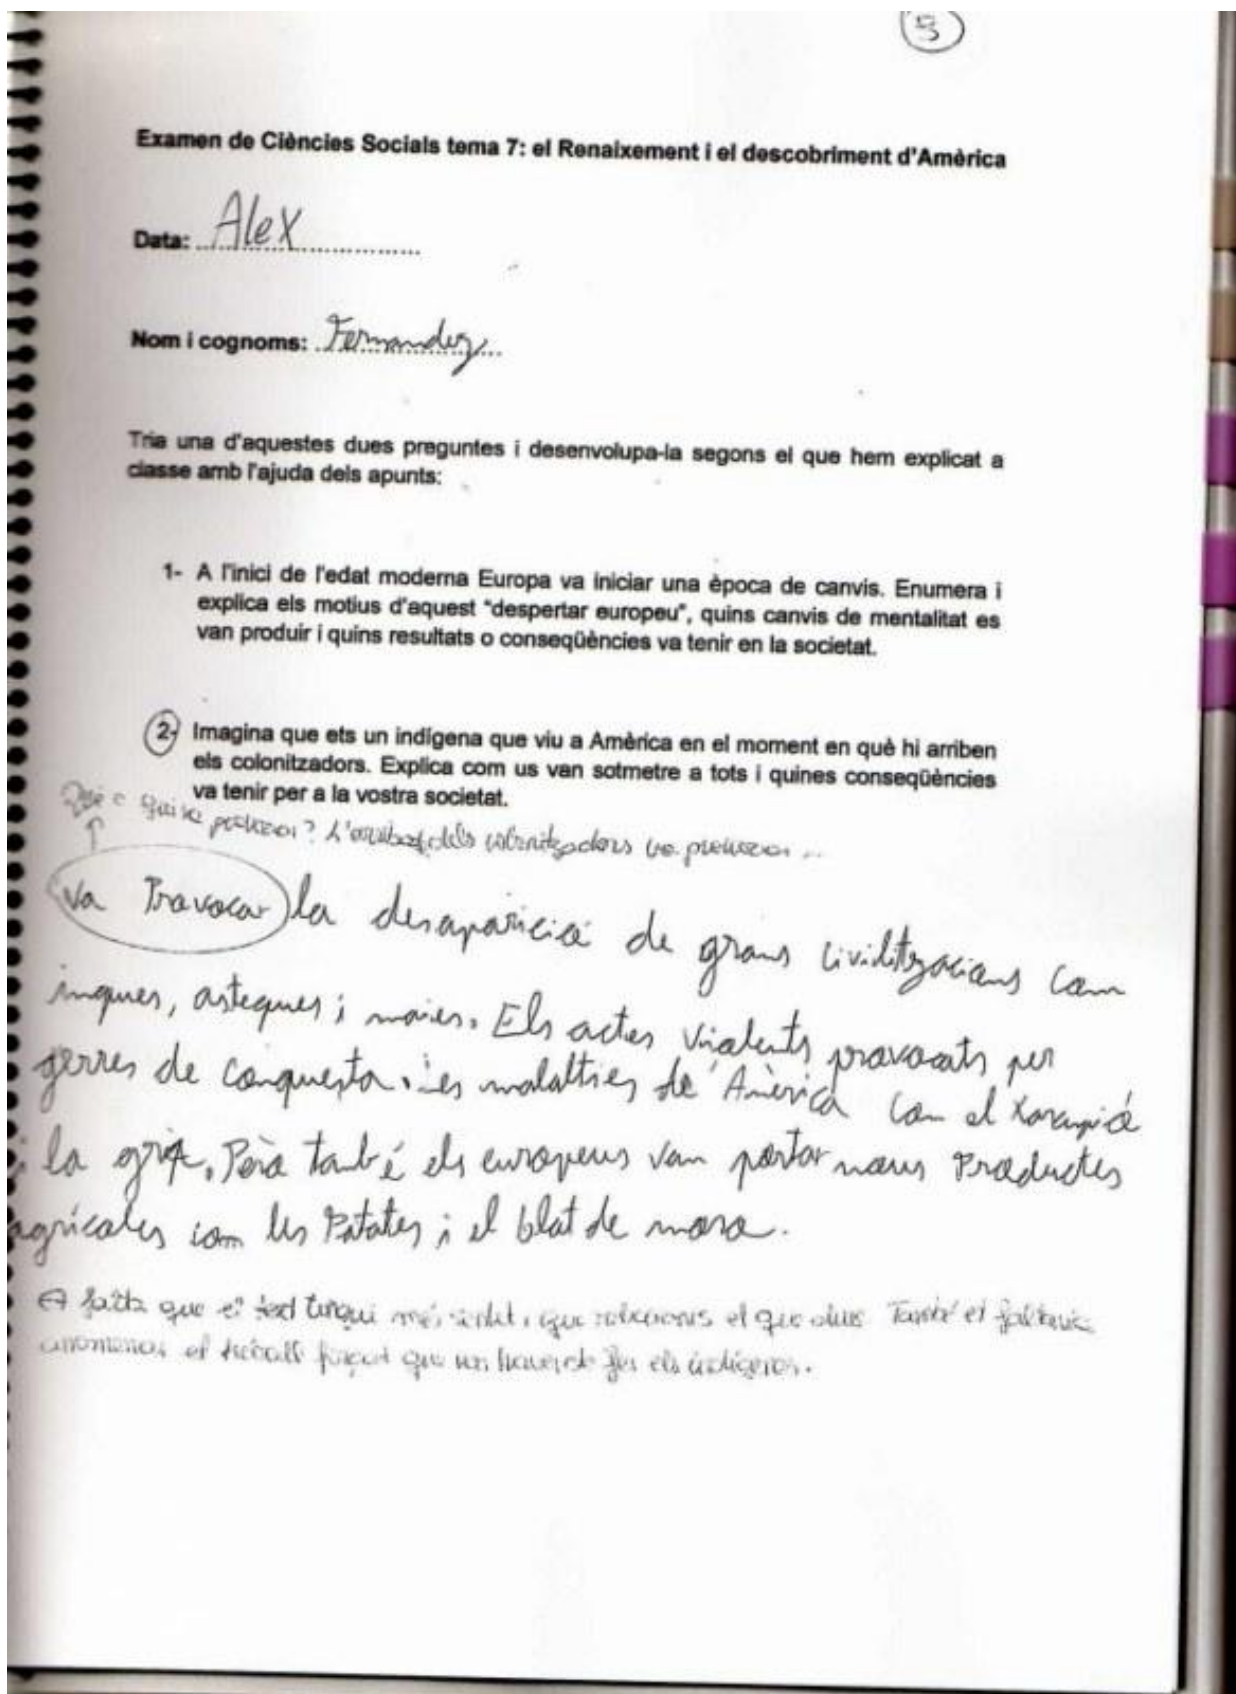 5
Examen de Ciències Socials tema 7: el Renaixement i el descobriment d'Amèrica
Data: Alex
Nom i cognoms: Fernandez
Tria una d'aquestes dues preguntes i desenvolupa-la segons el que hem explicat a
classe amb l'ajuda dels apunts:
1- A l'inici de l'edat moderna Europa va iniciar una època de canvis. Enumera i
explica els motius d'aquest "despertar europeu", quins canvis de mentalitat es
van produir i quins resultats o conseqüències va tenir en la societat.
2- Imagina que ets un indígena que viu a Amèrica en el moment en què hi arriben
els colonitzadors. Explica com us van sotmetre a tots i quines conseqüències
va tenir per a la vostra societat.
Què o qui va provocar? L'arribada dels colonitzadors va provocar...
Va Provocar la desaparició de grans civilitzacions com
inques, asteques i maies. Els actes violents provocats per
gerres de conquesta. Les malalties de Amèrica com el Xarampió
i la grip. Però també els europeus van portar nous Productes
agrícoles com les Patates i el blat de moro.
falta que el text tingui més sentit, que relacionis el que dius. També et faltaria
anomenar el treball forçat que van haver de fer els indígenes.